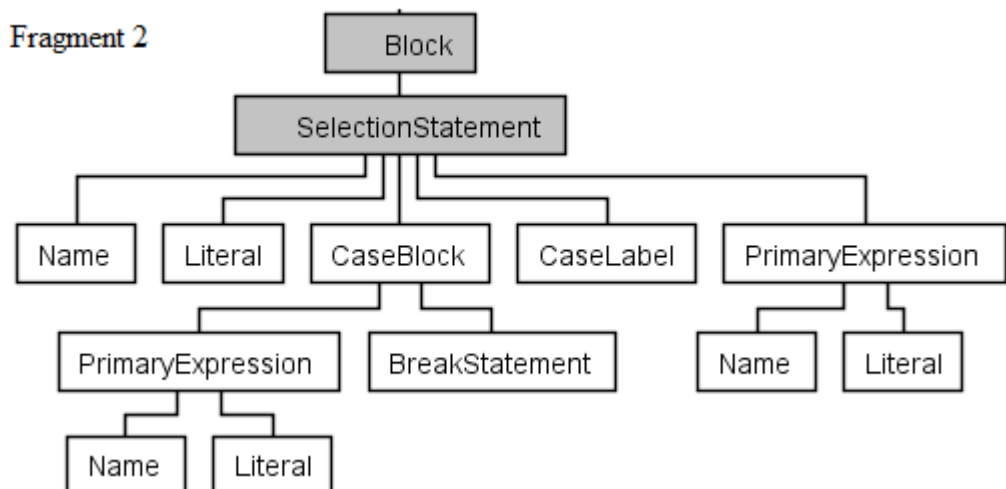 Fragment 2
Block
SelectionStatement
Name Literal CaseBlock CaseLabel PrimaryExpression
PrimaryExpression BreakStatement Name Literal
Name Literal